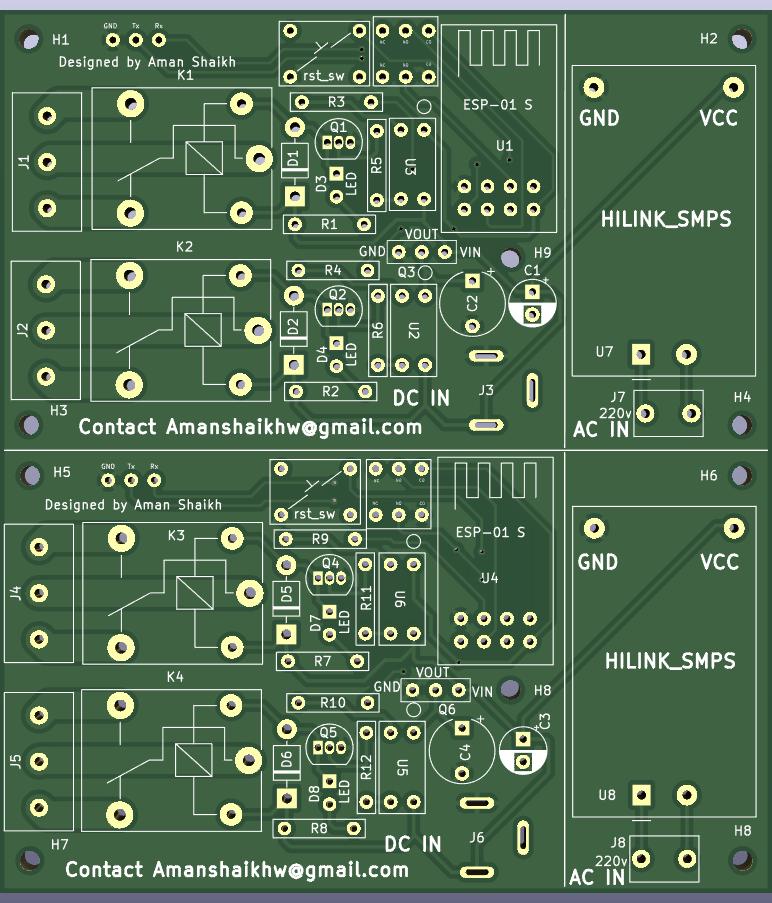 GND Tx Rx
H1
H2
Designed by Aman Shaikh
K1
rst_sw
NC NO CO
R3
ESP-01 S
GND
VCC
J1
Q1
D1
D3
LED
R5
U3
U1
R1
HILINK_SMPS
K2
VOUT
GND
VIN
H9
R4
Q3
C1
+
+
J2
Q2
D2
D4
LED
R6
U2
C2
U7
R2
DC IN
J3
J7
H3
220v
H4
Contact Amanshaikhw@gmail.com
AC IN
GND Tx Rx
H5
H6
Designed by Aman Shaikh
rst_sw
NC NO CO
K3
R9
ESP-01 S
GND
VCC
J4
Q4
D5
D7
LED
R11
U6
U4
R7
HILINK_SMPS
K4
VOUT
GND
VIN
H8
R10
Q6
C3
+
+
J5
Q5
D6
D8
LED
R12
U5
C4
U8
R8
DC IN
J6
J8
H7
220v
H8
Contact Amanshaikhw@gmail.com
AC IN